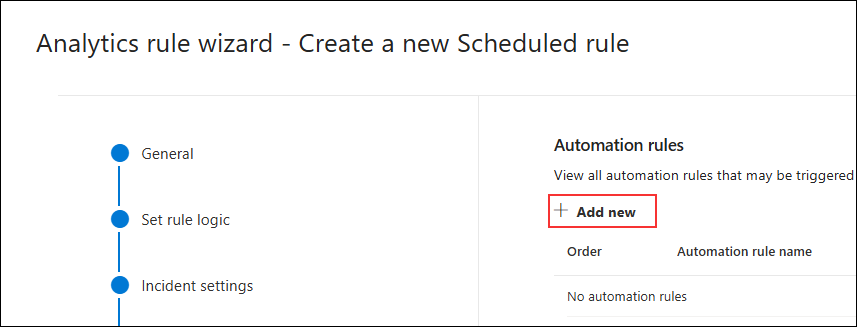 Analytics rule wizard - Create a new Scheduled rule
General
Set rule logic
Incident settings
Automation rules
View all automation rules that may be triggered
+ Add new
Order Automation rule name
No automation rules